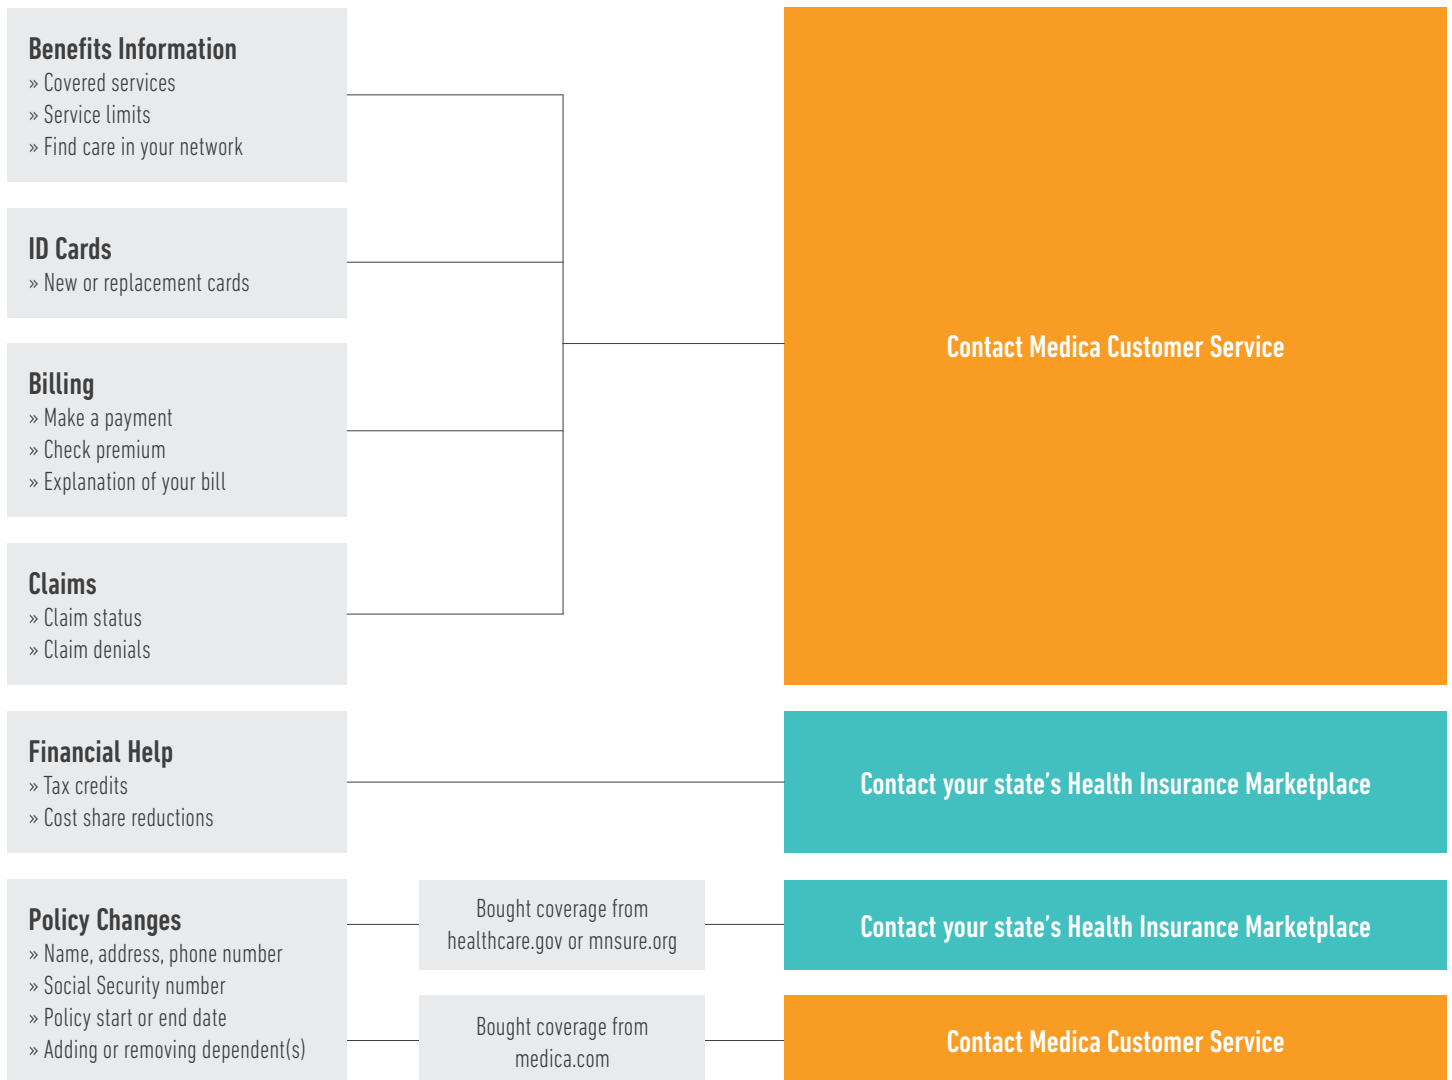 Benefits Information
» Covered services
» Service limits
» Find care in your network
ID Cards
» New or replacement cards
Billing
» Make a payment
» Check premium
» Explanation of your bill
Claims
» Claim status
» Claim denials
Contact Medica Customer Service
Financial Help
» Tax credits
» Cost share reductions
Contact your state’s Health Insurance Marketplace
Policy Changes
» Name, address, phone number
» Social Security number
» Policy start or end date
» Adding or removing dependent(s)
Bought coverage from
healthcare.gov or mnsure.org
Contact your state’s Health Insurance Marketplace
Bought coverage from
medica.com
Contact Medica Customer Service